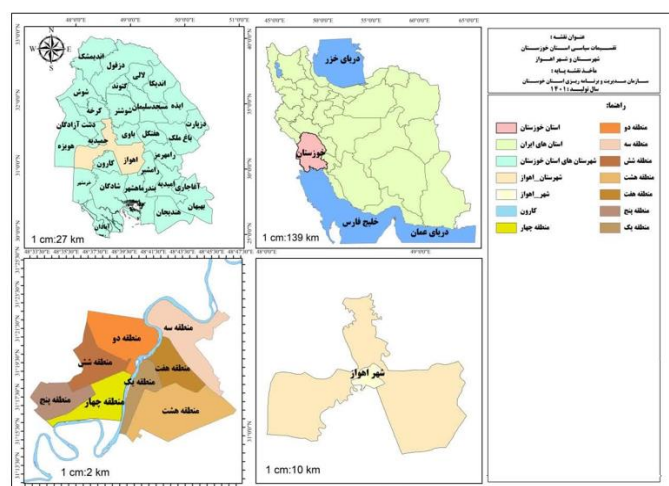 عنوان نقشه :
تقسیمات سیاسی استان خوزستان
شهرستان و شهر اهواز
ماخذ نقشه پایه :
سازمان مدیریت و برنامه ریزی استان خوستان
سال تولید : ۱۴۰۱
راهنما:
استان خوزستان
استان های ایران
شهرستان های استان خوزستان
شهرستان_اهواز
شهر_اهواز
کارون
منطقه چهار
منطقه دو
منطقه سه
منطقه شش
منطقه هشت
منطقه هفت
منطقه پنج
منطقه یک
دریای خزر
خوزستان
خلیج فارس
دریای عمان
1 cm:139 km
اندیمشک
دزفول
لالی
اندیکا
شوش
گتوند
مسجدسلیمان
ایذه
کرخه
شوشتر
دزپارت
دشت آزادگان
باوی
هفتکل
باغ ملک
حمیدیه
هویزه
اهواز
رامهرمز
کارون
رامشیر
خرمشهر
شادگان
بندرماهشهر
امیدیه
آغاجاری
بهبهان
هندیجان
آبادان
1 cm:27 km
منطقه سه
منطقه دو
منطقه شش
منطقه هفت
منطقه یک
منطقه پنج
منطقه چهار
منطقه هشت
1 cm:2 km
شهر اهواز
1 cm:10 km